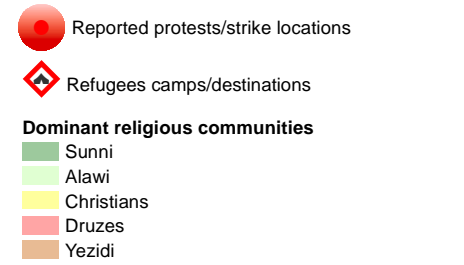 Reported protests/strike locations
Refugees camps/destinations
Dominant religious communities
Sunni
Alawi
Christians
Druzes
Yezidi